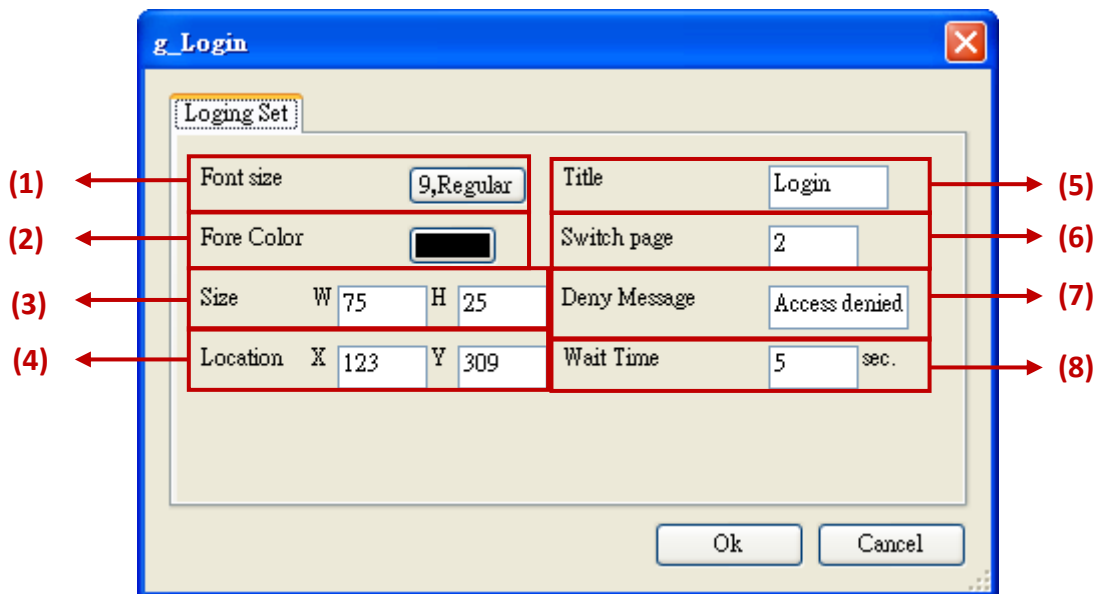 g_Login
Loging Set
(1) Font size 9,Regular Title Login (5)
(2) Fore Color Switch page 2 (6)
(3) Size W 75 H 25 Deny Message Access denied (7)
(4) Location X 123 Y 309 Wait Time 5 sec. (8)
Ok Cancel